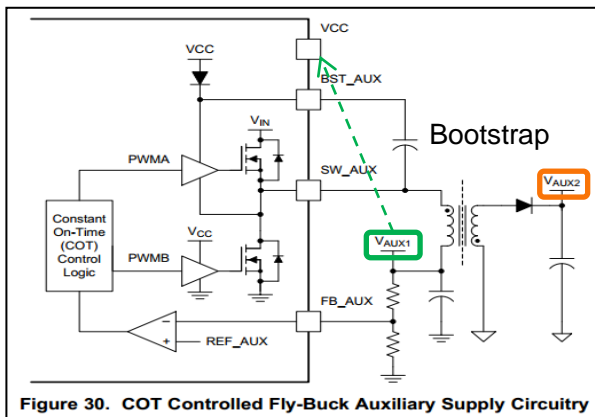 VCC
VCC
BST_AUX
VIN
Bootstrap
PWMA
SW_AUX
VAUX2
Constant
On-Time
(COT)
Control
Logic
VCC
VAUX1
PWMB
FB_AUX
REF_AUX
Figure 30. COT Controlled Fly-Buck Auxiliary Supply Circuitry